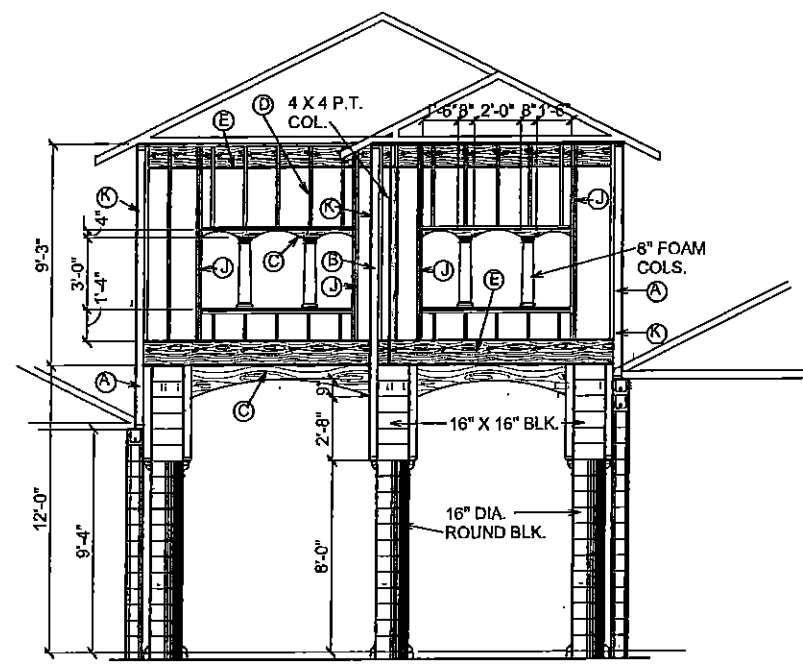 D
4 X 4 P.T.
COL.
1'-6" 8" 2'-0" 8" 1'-6"
E
K
4"
9'-3"
3'-0"
1'-4"
J
C
K
B
J
J
J
8" FOAM
COLS.
E
A
K
A
C
9"
2'-8"
16" X 16" BLK.
12'-0"
9'-4"
8'-0"
16" DIA.
ROUND BLK.